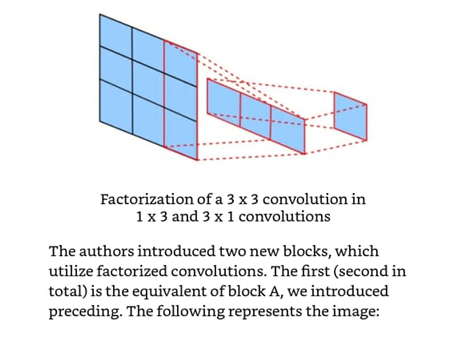 Factorization of a 3 x 3 convolution in
1 x 3 and 3 x 1 convolutions
The authors introduced two new blocks, which
utilize factorized convolutions. The first (second in
total) is the equivalent of block A, we introduced
preceding. The following represents the image: